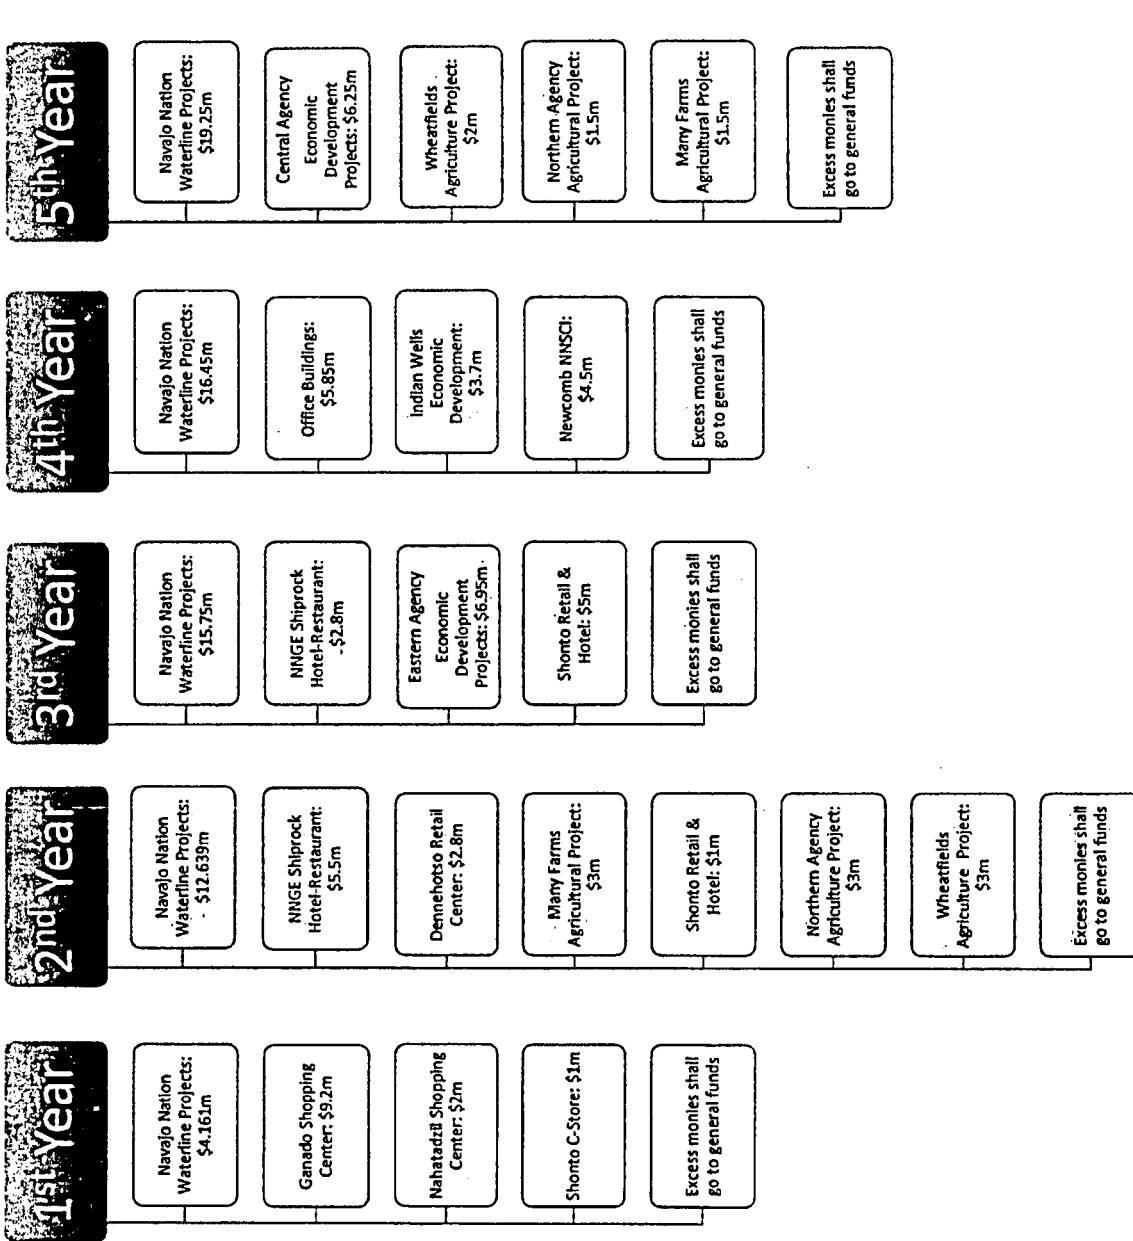 1st Year
Navajo Nation
Waterline Projects:
$4.161m
Ganado Shopping
Center: $9.2m
Nahatadzil Shopping
Center: $2m
Shonto C-Store: $1m
Excess monies shall
go to general funds
2nd Year
Navajo Nation
Waterline Projects:
$12.639m
NNGE Shiprock
Hotel-Restaurant:
$5.5m
Dennehotso Retail
Center: $2.8m
Many Farms
Agricultural Project:
$3m
Shonto Retail &
Hotel: $1m
Northern Agency
Agriculture Project:
$3m
Wheatfields
Agriculture Project:
$3m
Excess monies shall
go to general funds
3rd Year
Navajo Nation
Waterline Projects:
$15.75m
NNGE Shiprock
Hotel-Restaurant:
$2.8m
Eastern Agency
Economic
Development
Projects: $6.95m
Shonto Retail &
Hotel: $5m
Excess monies shall
go to general funds
4th Year
Navajo Nation
Waterline Projects:
$16.45m
Office Buildings:
$5.85m
Indian Wells
Economic
Development:
$3.7m
Newcomb NNSCI:
$4.5m
Excess monies shall
go to general funds
5th Year
Navajo Nation
Waterline Projects:
$19.25m
Central Agency
Economic
Development
Projects: $6.25m
Wheatfields
Agriculture Project:
$2m
Northern Agency
Agricultural Project:
$1.5m
Many Farms
Agricultural Project:
$1.5m
Excess monies shall
go to general funds